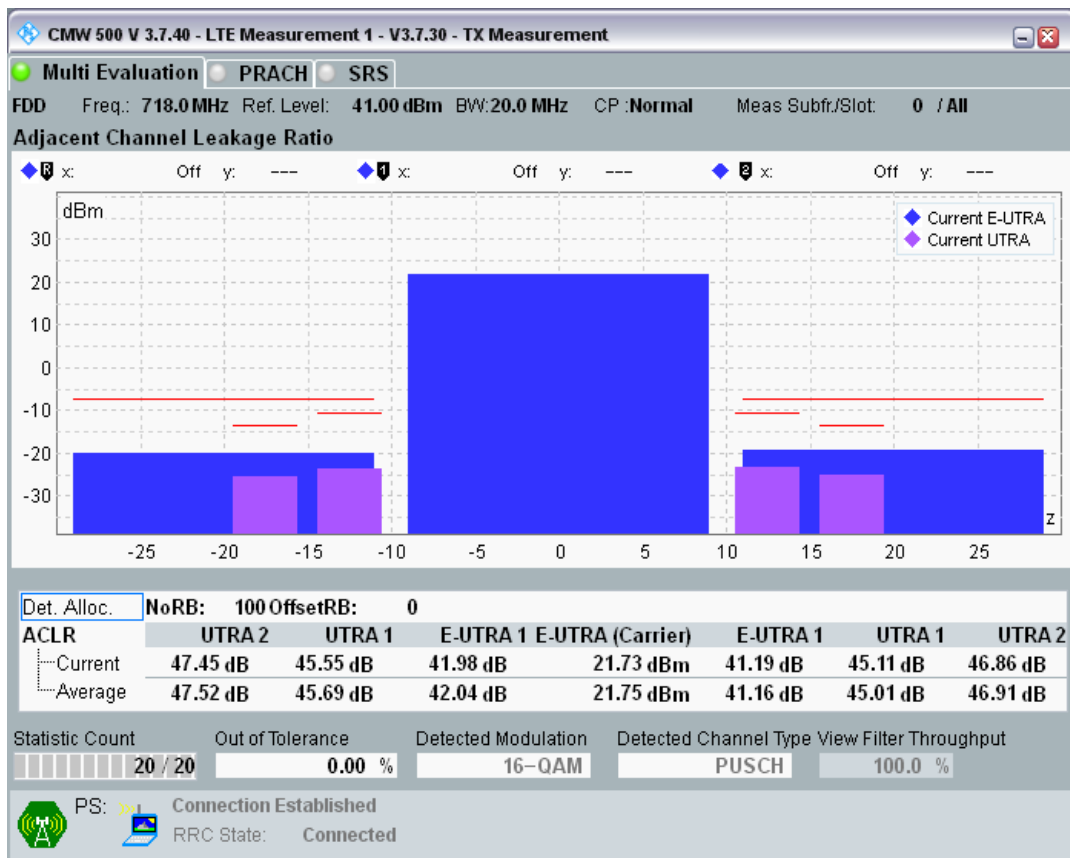 CMW 500 V 3.7.40 - LTE Measurement 1 - V3.7.30 - TX Measurement
Multi Evaluation PRACH SRS
FDD Freq.: 718.0 MHz Ref. Level: 41.00 dBm BW:20.0 MHz CP :Normal Meas Subfr./Slot: 0 / All
Adjacent Channel Leakage Ratio
R x: Off y: --- 1 x: Off y: --- 2 x: Off y: ---
dBm
Current E-UTRA
Current UTRA
30
20
10
0
-10
-20
-30
z
-25 -20 -15 -10 -5 0 5 10 15 20 25
Det. Alloc. NoRB: 100 OffsetRB: 0
ACLR UTRA 2 UTRA 1 E-UTRA 1 E-UTRA (Carrier) E-UTRA 1 UTRA 1 UTRA 2
Current 47.45 dB 45.55 dB 41.98 dB 21.73 dBm 41.19 dB 45.11 dB 46.86 dB
Average 47.52 dB 45.69 dB 42.04 dB 21.75 dBm 41.16 dB 45.01 dB 46.91 dB
Statistic Count Out of Tolerance Detected Modulation Detected Channel Type View Filter Throughput
20 / 20 0.00 % 16-QAM PUSCH 100.0 %
PS: Connection Established
RRC State: Connected